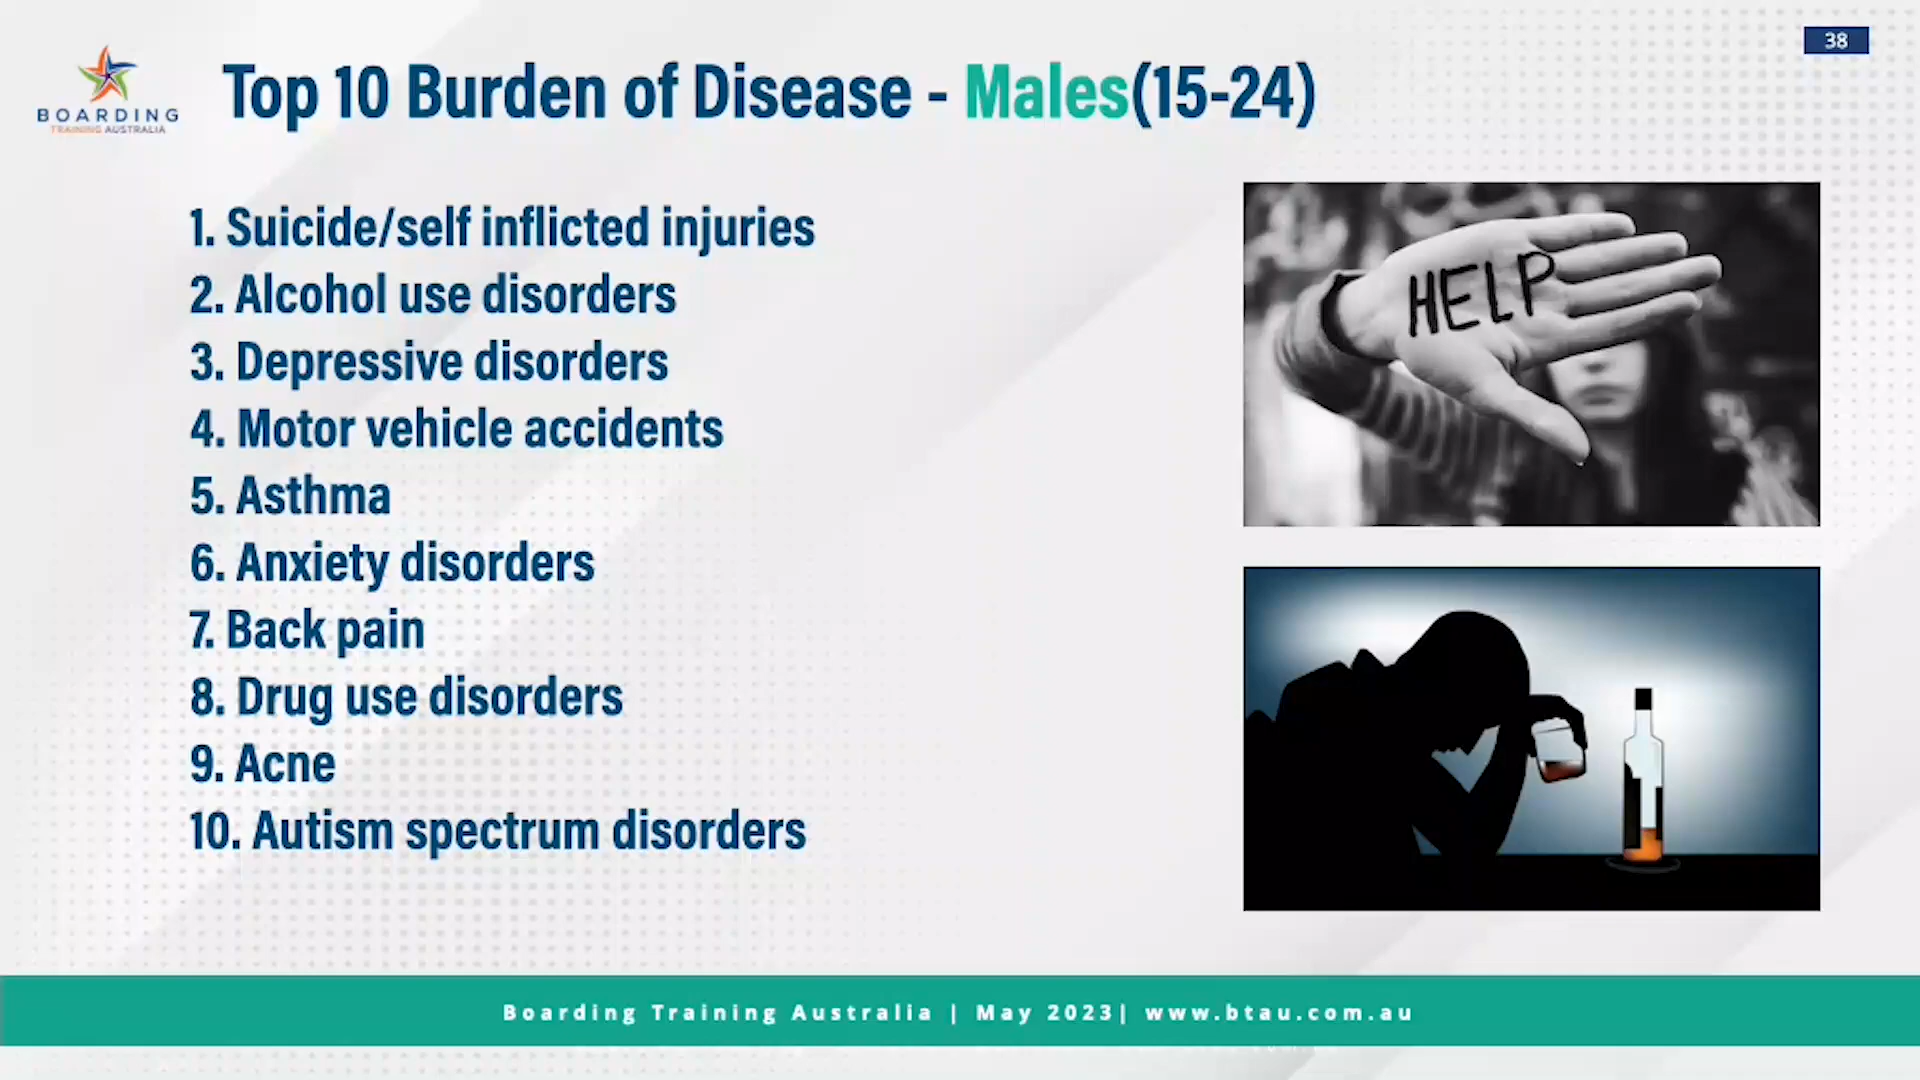 38
BOARDING
TRAINING AUSTRALIA
Top 10 Burden of Disease - Males(15-24)
1. Suicide/self inflicted injuries
2. Alcohol use disorders
3. Depressive disorders
4. Motor vehicle accidents
5. Asthma
6. Anxiety disorders
7. Back pain
8. Drug use disorders
9. Acne
10. Autism spectrum disorders
HELP
Boarding Training Australia | May 2023| www.btau.com.au